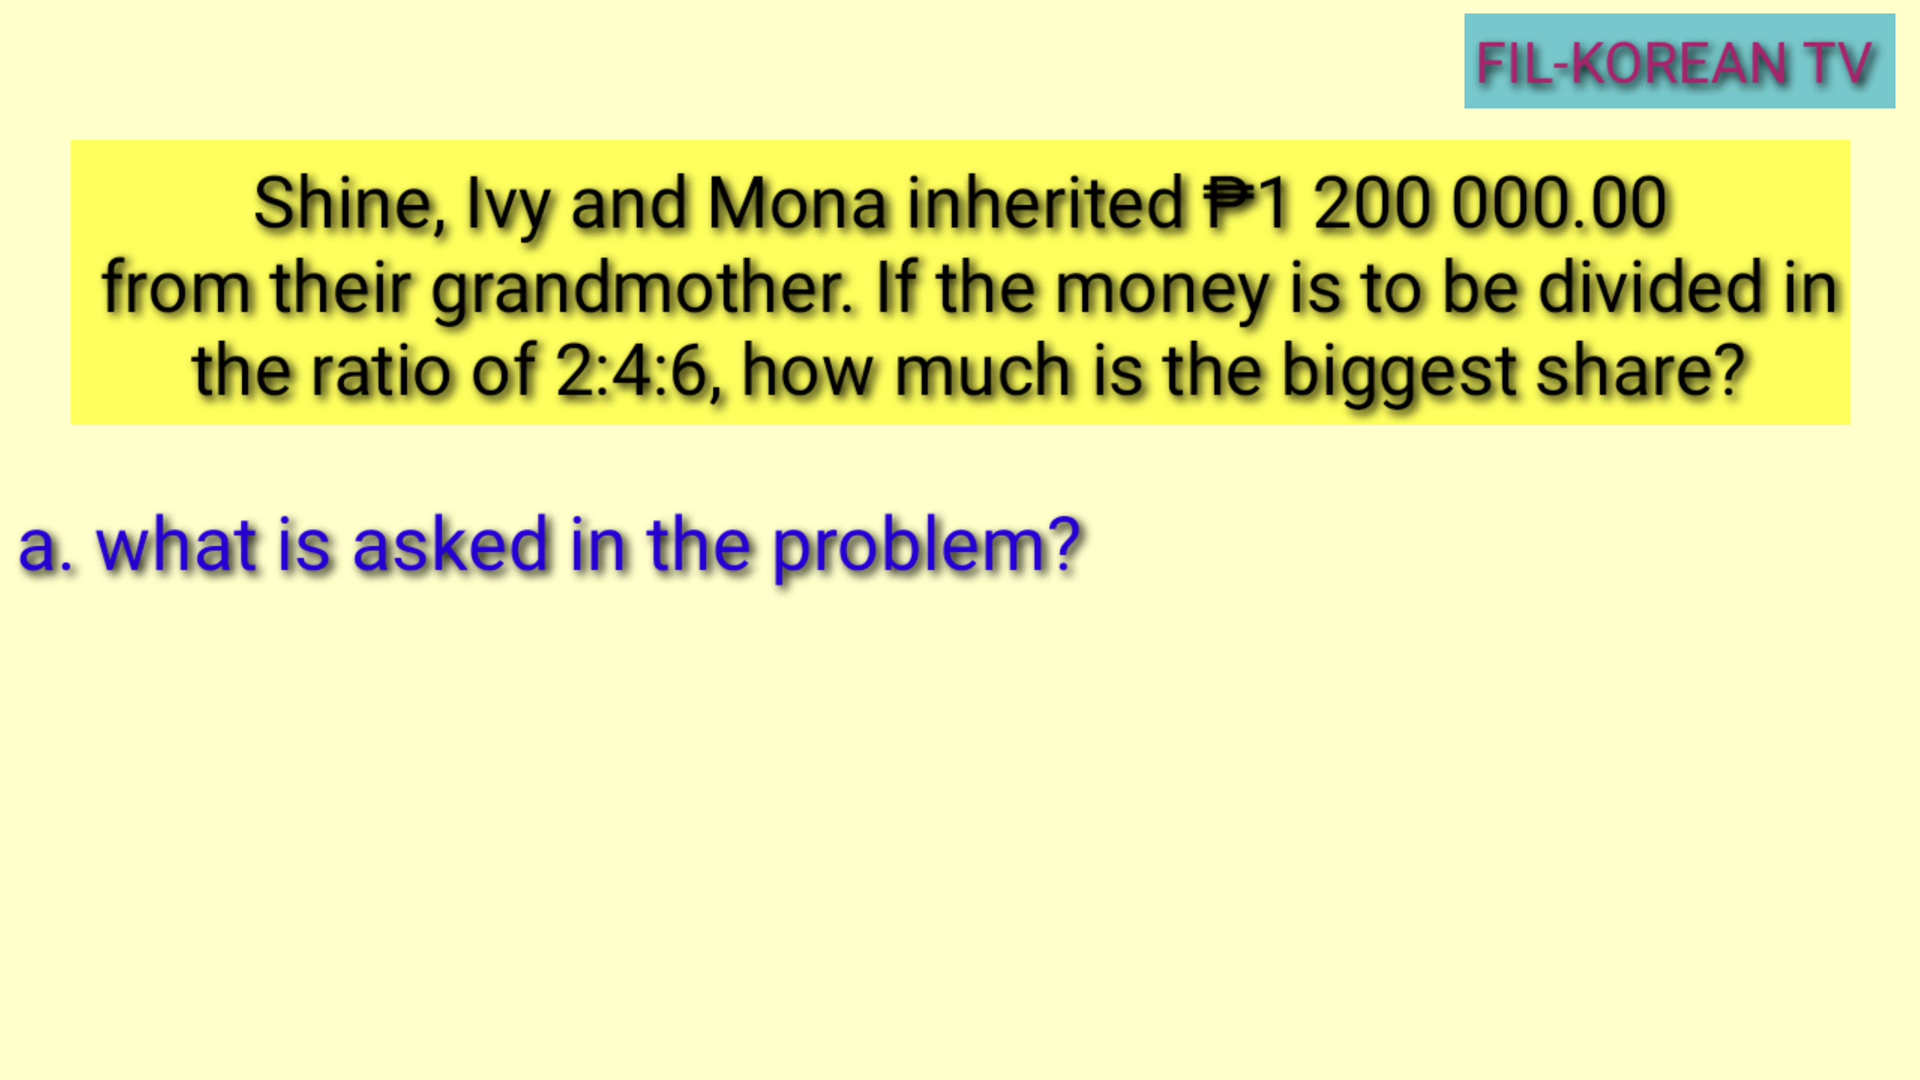 FIL-KOREAN TV
Shine, Ivy and Mona inherited ₱1 200 000.00
from their grandmother. If the money is to be divided in
the ratio of 2:4:6, how much is the biggest share?
a. what is asked in the problem?